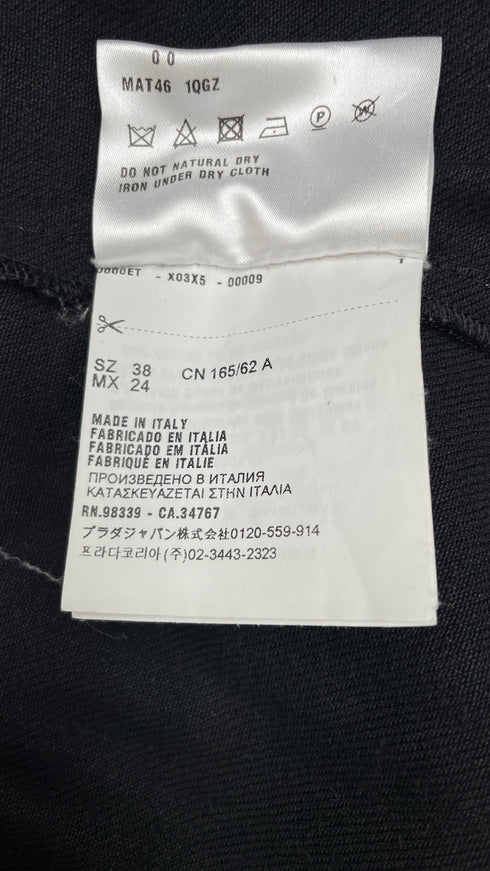 00
MAT46 1QGZ
DO NOT NATURAL DRY
IRON UNDER DRY CLOTH
- X03X5 - 00009
SZ 38 CN 165/62 A
MX 24
MADE IN ITALY
FABRICADO EN ITALIA
FABRICADO EM ITÁLIA
FABRIQUÉ EN ITALIE
ПРОИЗВЕДЕНО В ИТАЛИЯ
ΚΑΤΑΣΚΕΥΑΖΕΤΑΙ ΣΤΗΝ ΙΤΑΛΙΑ
RN.98339 - CA.34767
プラダジャパン株式会社0120-559-914
프라다코리아(주)02-3443-2323